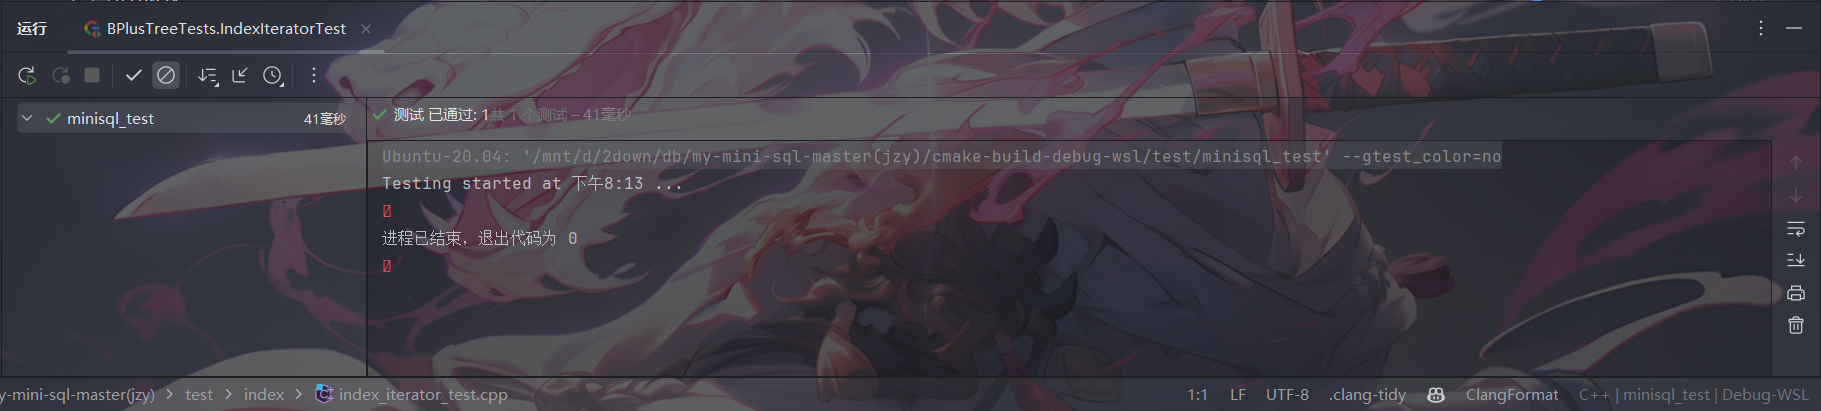 运行 BPlusTreeTests.IndexIteratorTest
minisql_test 41毫秒
测试 已通过: 1共 1 个测试 – 41毫秒
Ubuntu-20.04: '/mnt/d/2down/db/my-mini-sql-master(jzy)/cmake-build-debug-wsl/test/minisql_test' --gtest_color=no
Testing started at 下午8:13 ...
进程已结束，退出代码为 0
y-mini-sql-master(jzy) test index index_iterator_test.cpp 1:1 LF UTF-8 .clang-tidy ClangFormat C++ | minisql_test | Debug-WSL